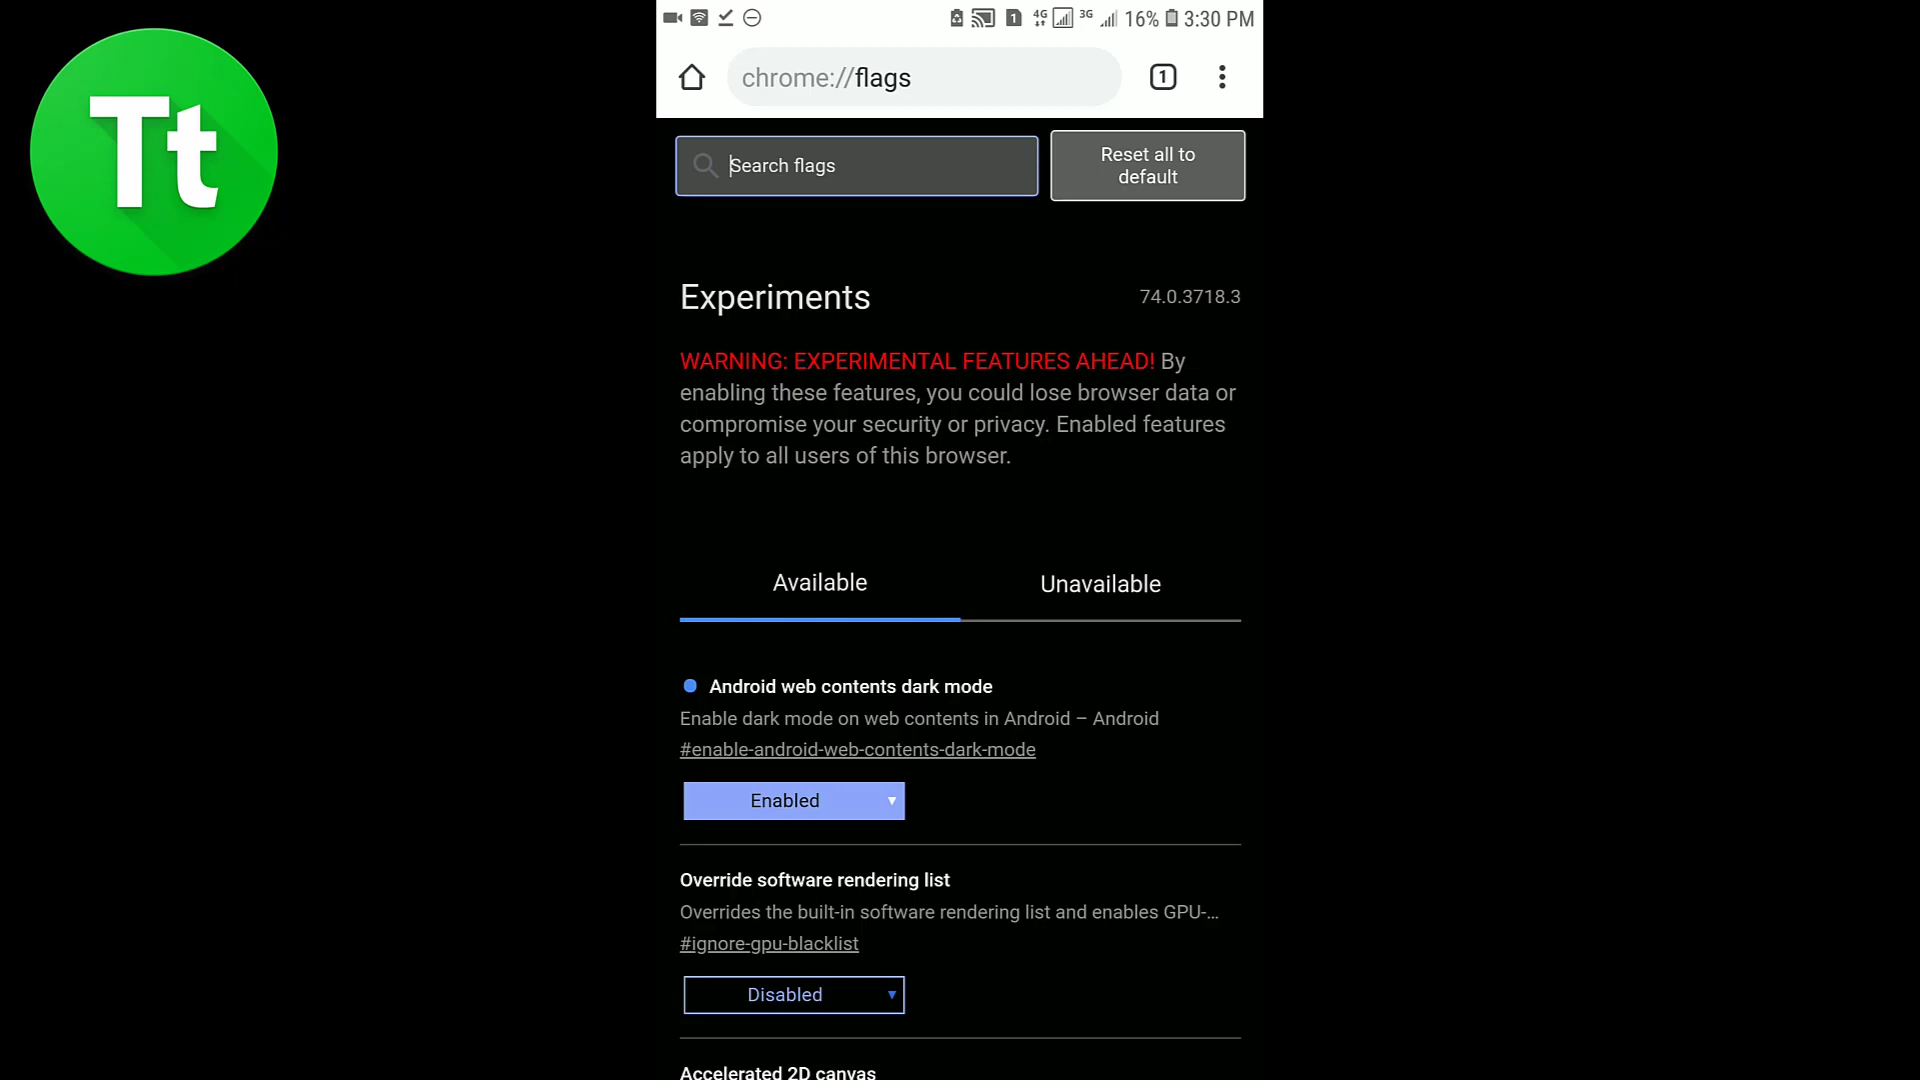 Tt
1 4G 3G 16% 3:30 PM
chrome://flags
1
Search flags
Reset all to
default
Experiments
74.0.3718.3
WARNING: EXPERIMENTAL FEATURES AHEAD! By
enabling these features, you could lose browser data or
compromise your security or privacy. Enabled features
apply to all users of this browser.
Available
Unavailable
Android web contents dark mode
Enable dark mode on web contents in Android – Android
#enable-android-web-contents-dark-mode
Enabled
Override software rendering list
Overrides the built-in software rendering list and enables GPU-...
#ignore-gpu-blacklist
Disabled
Accelerated 2D canvas